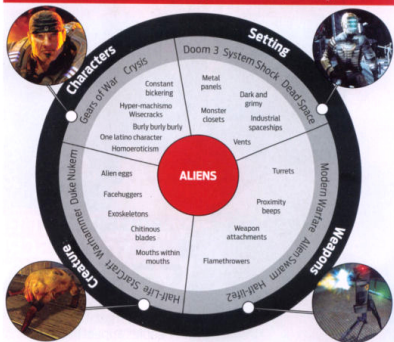 Characters
Gears of War Crysis
Constant
bickering
Hyper-machismo
Wisecracks
Burly burly burly
One latino character
Homoeroticism
Setting
Doom 3 System Shock Dead Space
Metal
panels
Dark and
grimy
Monster
closets
Industrial
spaceships
Vents
ALIENS
Weapons
Modern Warfare Alien Swarm Half-life2
Turrets
Proximity
beeps
Weapon
attachments
Flamethrowers
Creature
Half-Life StarCraft Warhammer Duke Nukem
Alien eggs
Facehuggers
Exoskeletons
Chitinous
blades
Mouths within
mouths